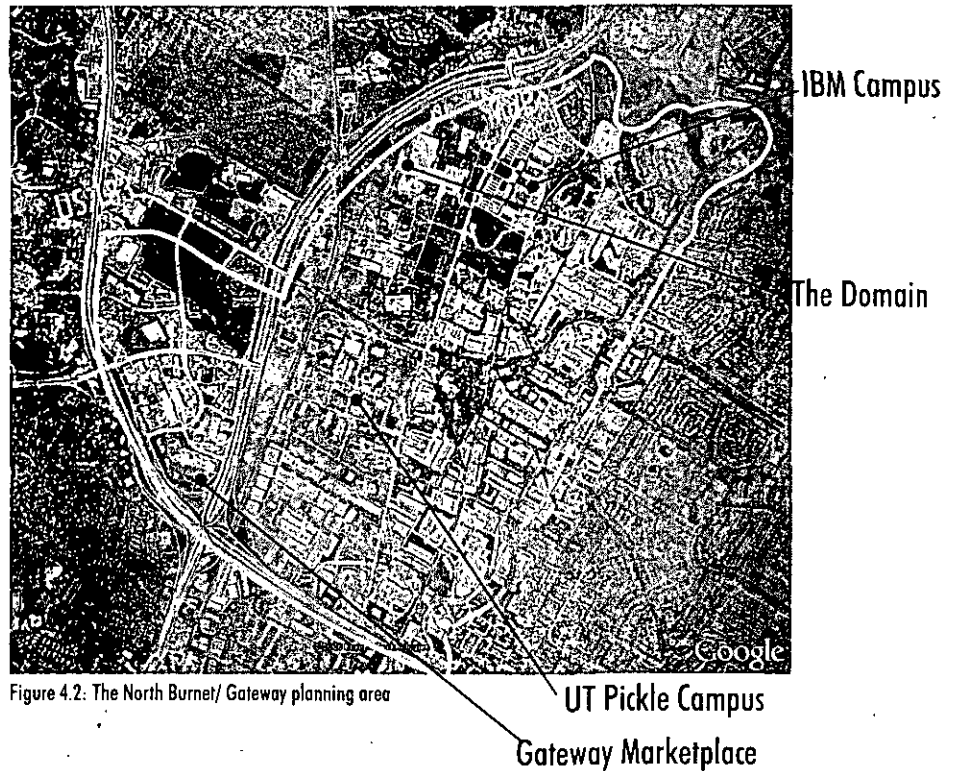 IBM Campus
The Domain
Google
Figure 4.2: The North Burnet/ Gateway planning area
UT Pickle Campus
Gateway Marketplace